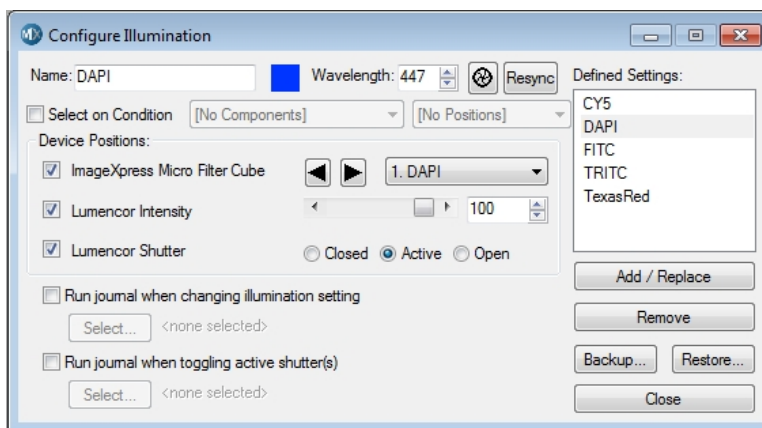 MX Configure Illumination
Name: DAPI Wavelength: 447 Resync
Select on Condition [No Components] [No Positions]
Device Positions:
ImageXpress Micro Filter Cube 1. DAPI
Lumencor Intensity 100
Lumencor Shutter Closed Active Open
Run journal when changing illumination setting
Select... <none selected>
Run journal when toggling active shutter(s)
Select... <none selected>
Defined Settings:
CY5
DAPI
FITC
TRITC
TexasRed
Add / Replace
Remove
Backup... Restore...
Close